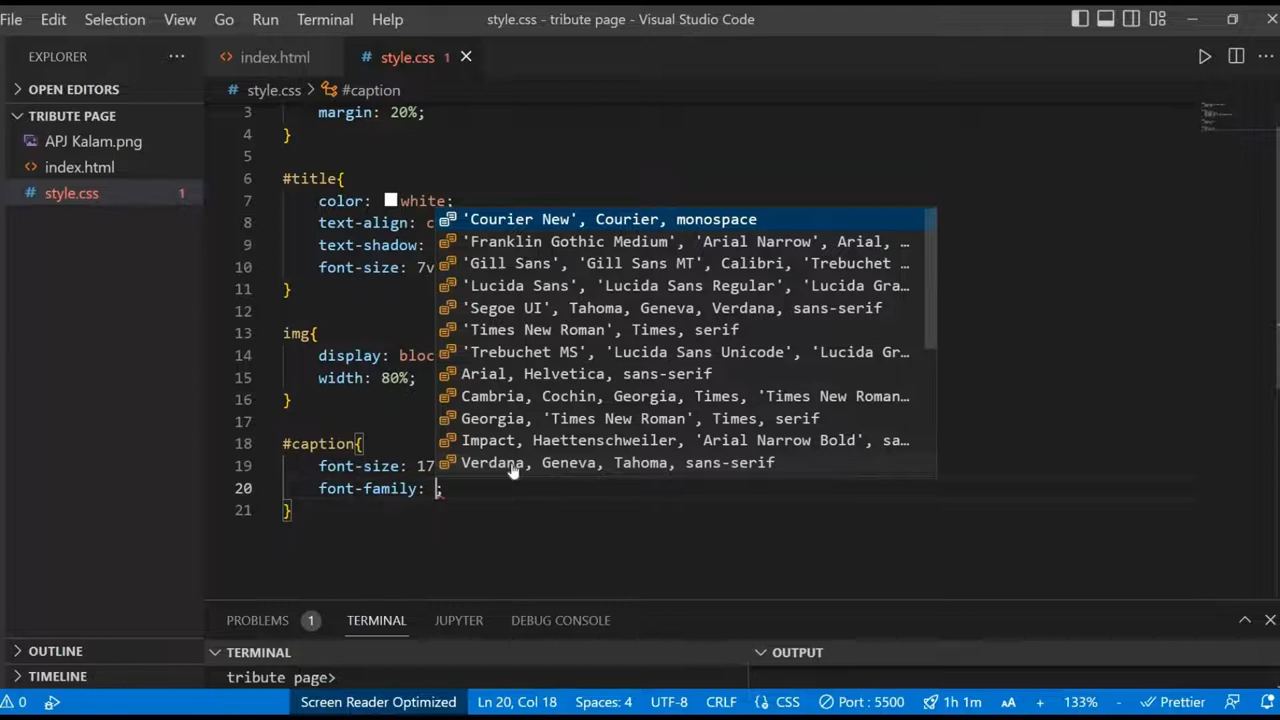 File Edit Selection View Go Run Terminal Help style.css - tribute page - Visual Studio Code
EXPLORER
index.html
# style.css 1
OPEN EDITORS
# style.css > #caption
TRIBUTE PAGE
APJ Kalam.png
index.html
style.css 1
3 margin: 20%;
4 }
5
6 #title{
7 color: white;
8 text-align: c
9 text-shadow:
10 font-size: 7v
11 }
12
13 img{
14 display: bloc
15 width: 80%;
16 }
17
18 #caption{
19 font-size: 17
20 font-family: ;
21 }
'Courier New', Courier, monospace
'Franklin Gothic Medium', 'Arial Narrow', Arial, …
'Gill Sans', 'Gill Sans MT', Calibri, 'Trebuchet …
'Lucida Sans', 'Lucida Sans Regular', 'Lucida Gra…
'Segoe UI', Tahoma, Geneva, Verdana, sans-serif
'Times New Roman', Times, serif
'Trebuchet MS', 'Lucida Sans Unicode', 'Lucida Gr…
Arial, Helvetica, sans-serif
Cambria, Cochin, Georgia, Times, 'Times New Roman…
Georgia, 'Times New Roman', Times, serif
Impact, Haettenschweiler, 'Arial Narrow Bold', sa…
Verdana, Geneva, Tahoma, sans-serif
PROBLEMS 1 TERMINAL JUPYTER DEBUG CONSOLE
OUTLINE
TERMINAL
OUTPUT
TIMELINE
tribute page>
0 Screen Reader Optimized Ln 20, Col 18 Spaces: 4 UTF-8 CRLF {} CSS Port : 5500 1h 1m AA 133% Prettier